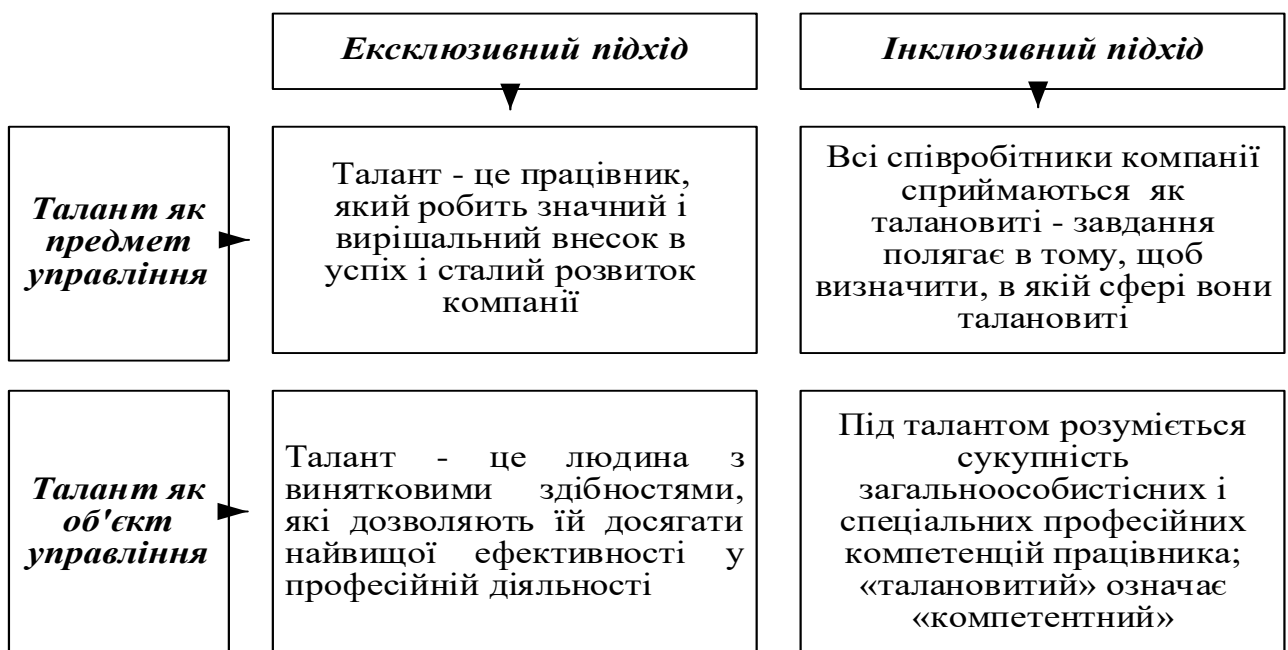 Ексклюзивний підхід
Інклюзивний підхід
Талант як
предмет
управління
Талант - це працівник,
який робить значний і
вирішальний внесок в
успіх і сталий розвиток
компанії
Всі співробітники компанії
сприймаються як
талановиті - завдання
полягає в тому, щоб
визначити, в якій сфері вони
талановиті
Талант як
об'єкт
управління
Талант - це людина з
винятковими здібностями,
які дозволяють їй досягати
найвищої ефективності у
професійній діяльності
Під талантом розуміється
сукупність
загальноособистісних і
спеціальних професійних
компетенцій працівника;
«талановитий» означає
«компетентний»